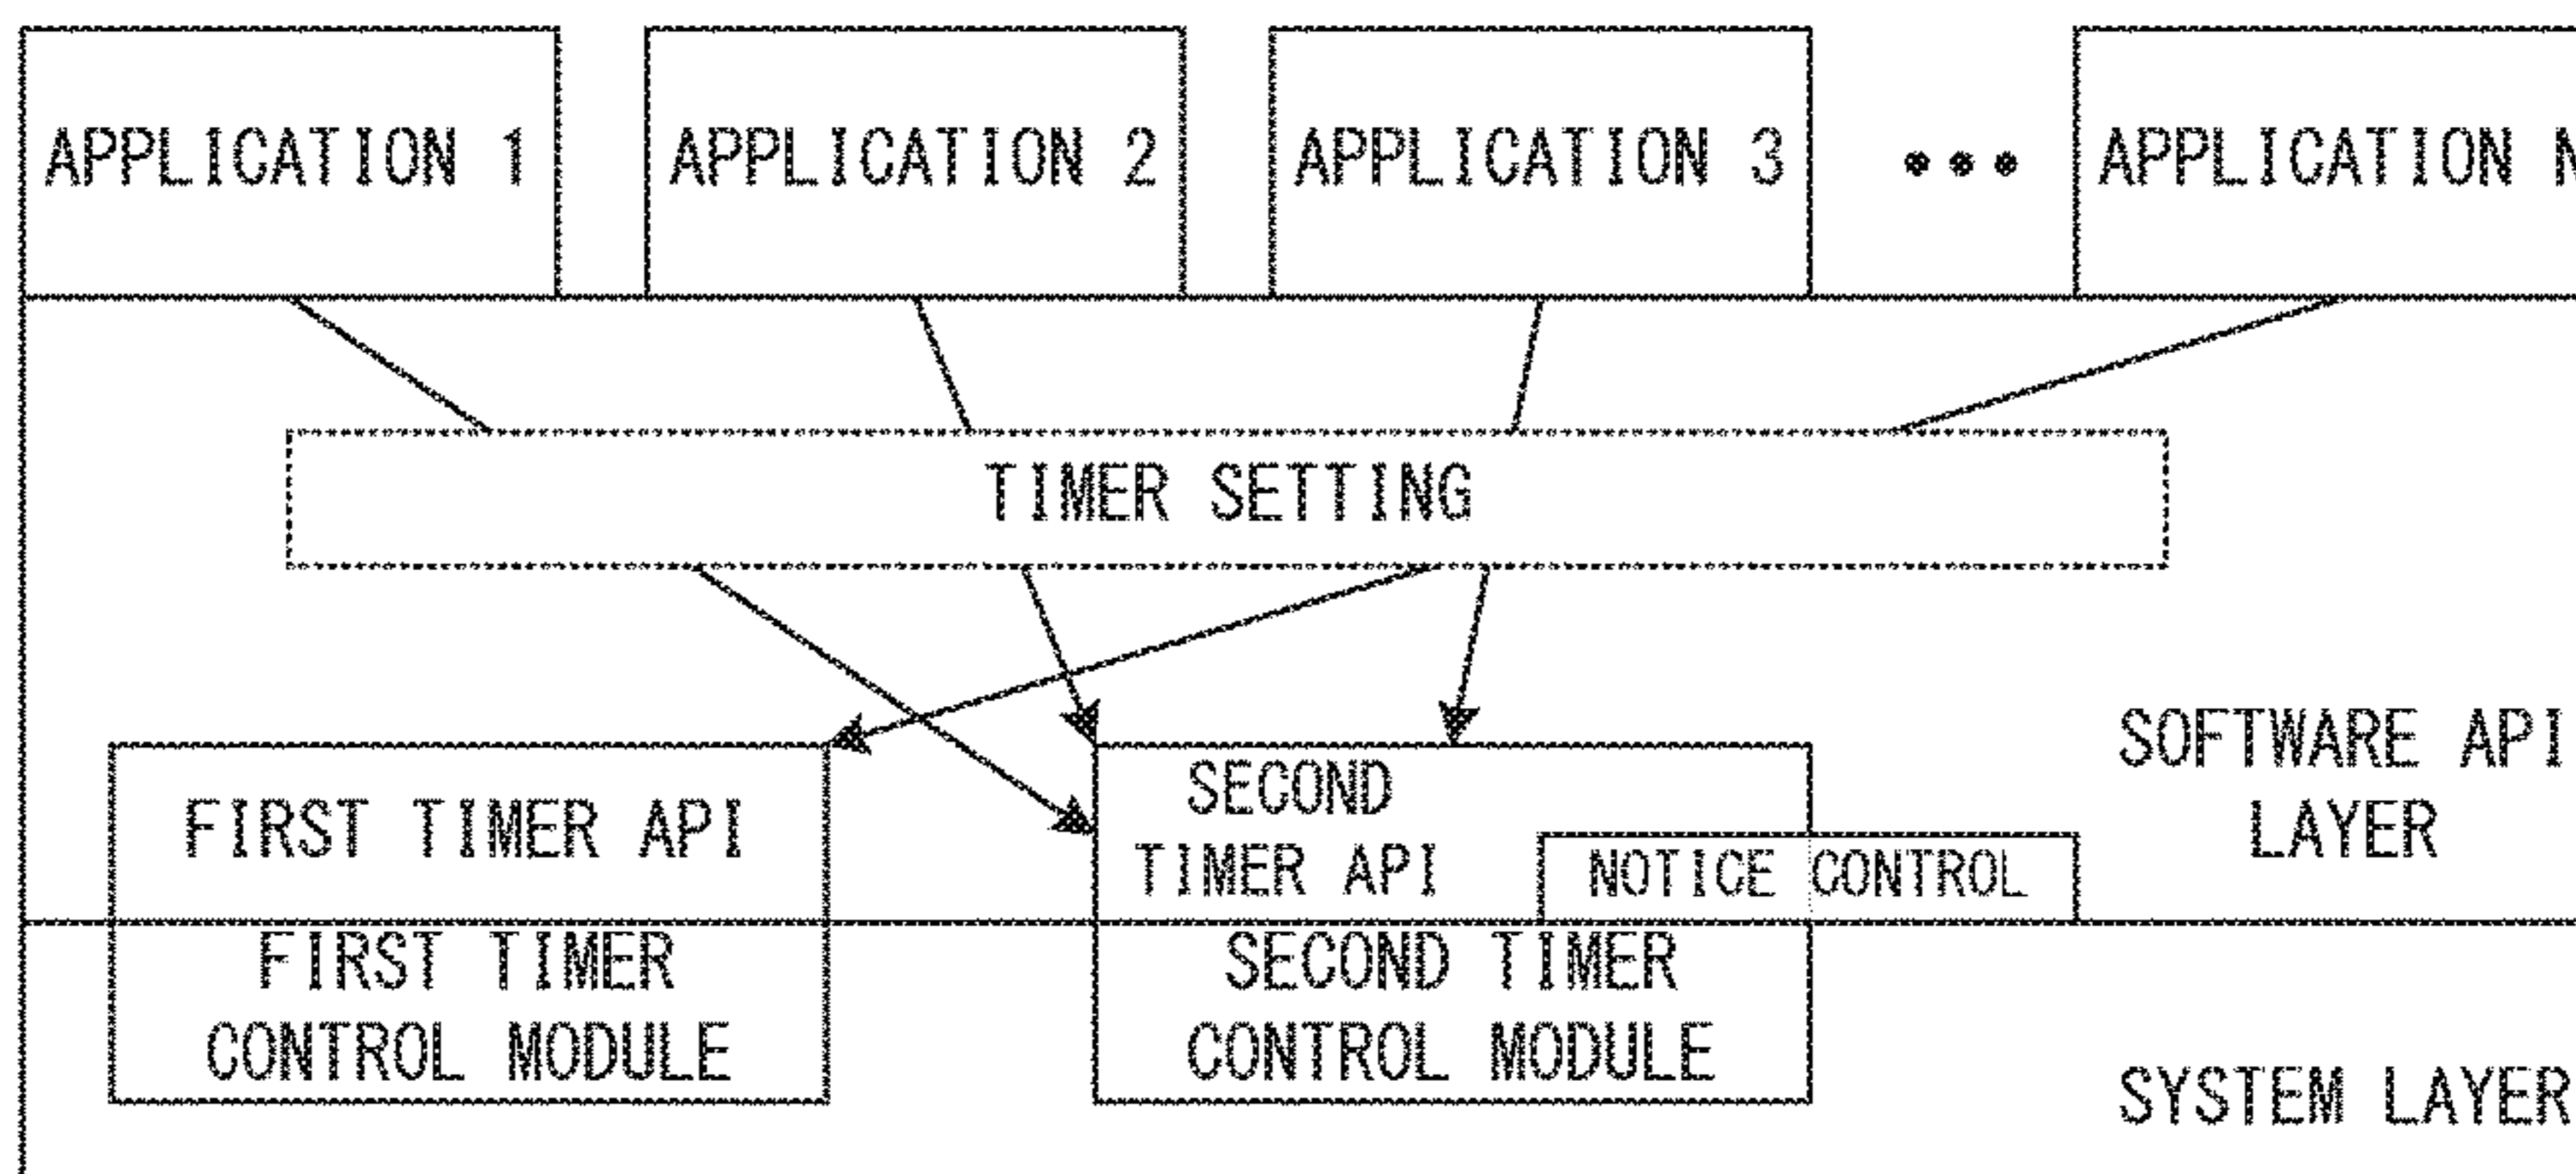 APPLICATION 1
APPLICATION 2
APPLICATION 3
•••
APPLICATION N
TIMER SETTING
SOFTWARE API
LAYER
FIRST TIMER API
SECOND
TIMER API
NOTICE CONTROL
FIRST TIMER
CONTROL MODULE
SECOND TIMER
CONTROL MODULE
SYSTEM LAYER